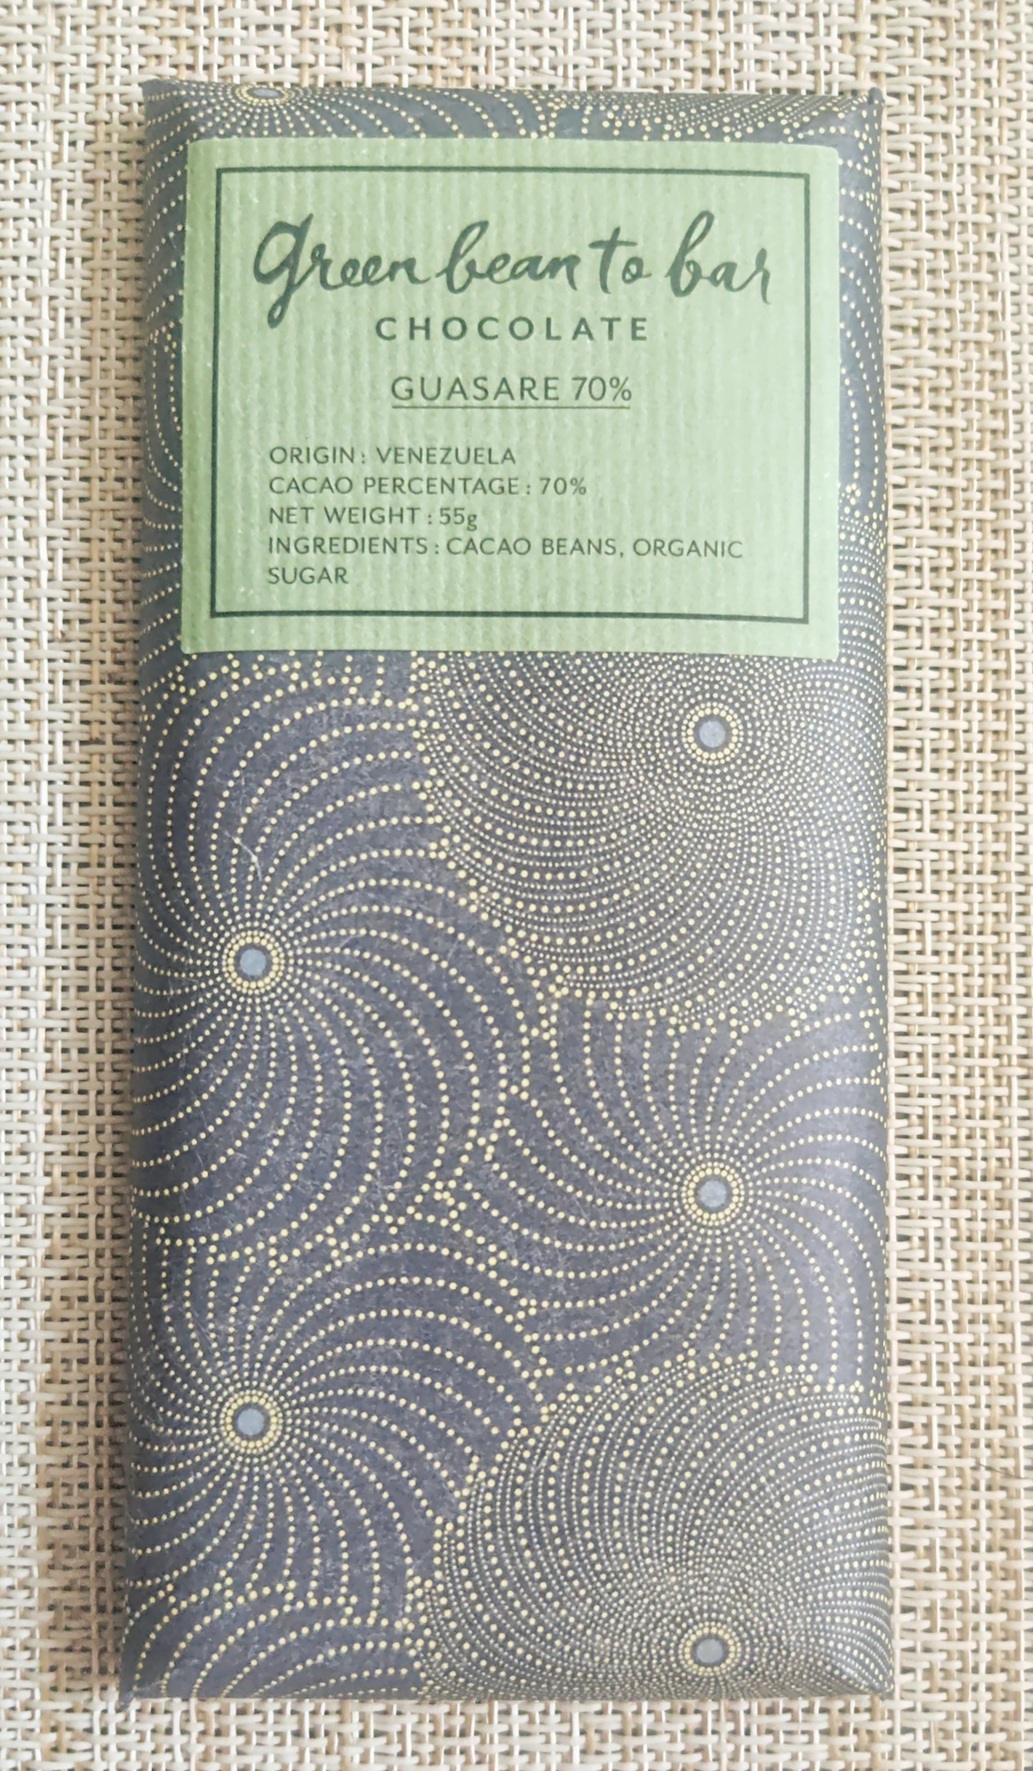 green bean to bar
CHOCOLATE
GUASARE 70%
ORIGIN : VENEZUELA
CACAO PERCENTAGE : 70%
NET WEIGHT : 55g
INGREDIENTS : CACAO BEANS, ORGANIC
SUGAR